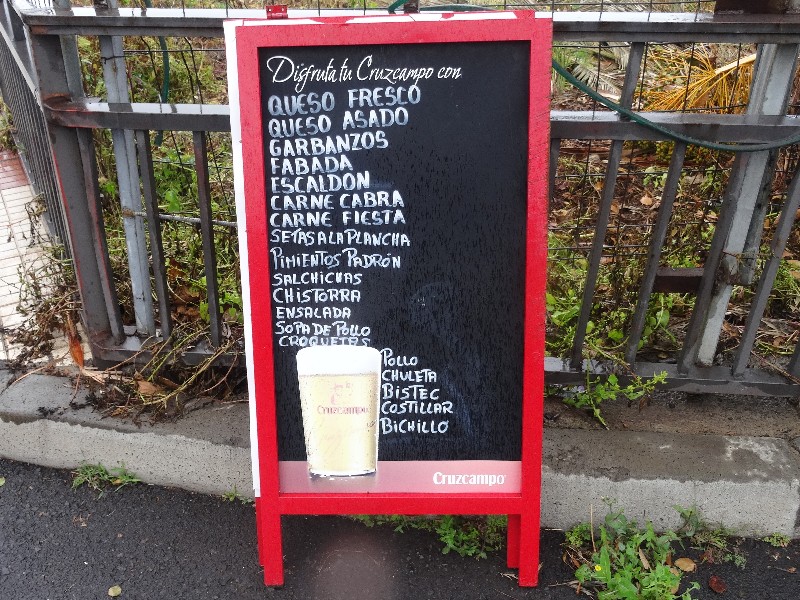 Disfruta tu Cruzcampo con
QUESO FRESCO
QUESO ASADO
GARBANZOS
FABADA
ESCALDON
CARNE CABRA
CARNE FIESTA
SETAS A LA PLANCHA
PIMIENTOS PADRÓN
SALCHICHAS
CHISTORRA
ENSALADA
SOPA DE POLLO
CROQUETAS
POLLO
CHULETA
BISTEC
COSTILLAR
BICHILLO
CRUZCAMPO
Cruzcampo